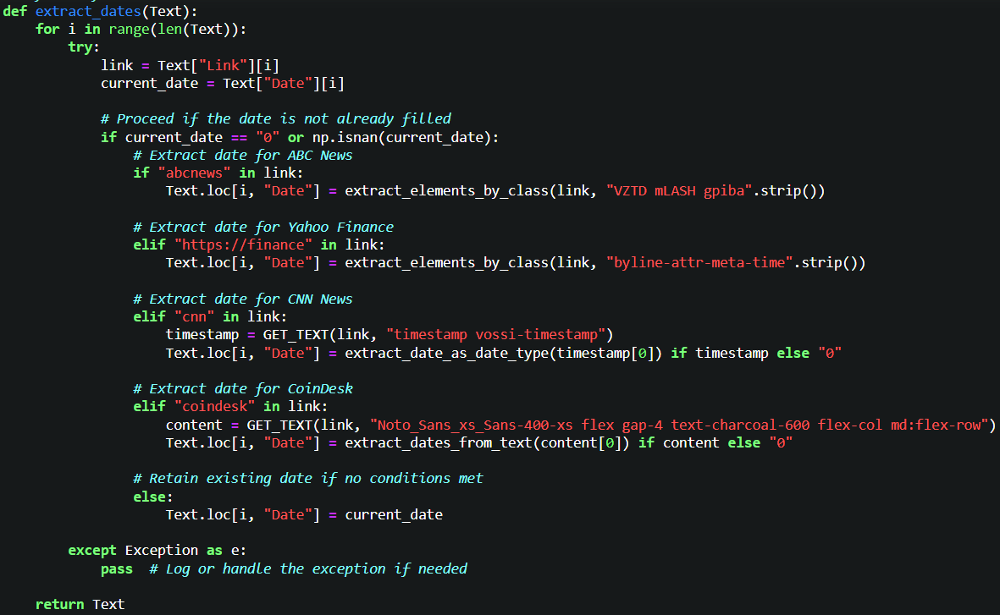 def extract_dates(Text):
    for i in range(len(Text)):
        try:
            link = Text["Link"][i]
            current_date = Text["Date"][i]

            # Proceed if the date is not already filled
            if current_date == "0" or np.isnan(current_date):
                # Extract date for ABC News
                if "abcnews" in link:
                    Text.loc[i, "Date"] = extract_elements_by_class(link, "VZTD mLASH gpiba".strip())

                # Extract date for Yahoo Finance
                elif "https://finance" in link:
                    Text.loc[i, "Date"] = extract_elements_by_class(link, "byline-attr-meta-time".strip())

                # Extract date for CNN News
                elif "cnn" in link:
                    timestamp = GET_TEXT(link, "timestamp vossi-timestamp")
                    Text.loc[i, "Date"] = extract_date_as_date_type(timestamp[0]) if timestamp else "0"

                # Extract date for CoinDesk
                elif "coindesk" in link:
                    content = GET_TEXT(link, "Noto_Sans_xs_Sans-400-xs flex gap-4 text-charcoal-600 flex-col md:flex-row")
                    Text.loc[i, "Date"] = extract_dates_from_text(content[0]) if content else "0"

                # Retain existing date if no conditions met
                else:
                    Text.loc[i, "Date"] = current_date

        except Exception as e:
            pass  # Log or handle the exception if needed

    return Text